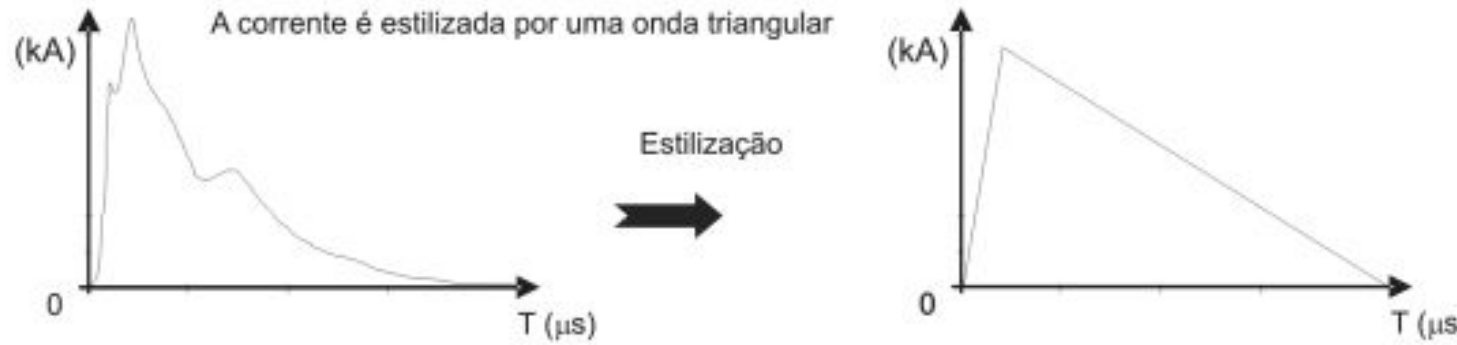 A corrente é estilizada por uma onda triangular
(kA)
(kA)
Estilização
0
T (μs)
0
T (μs